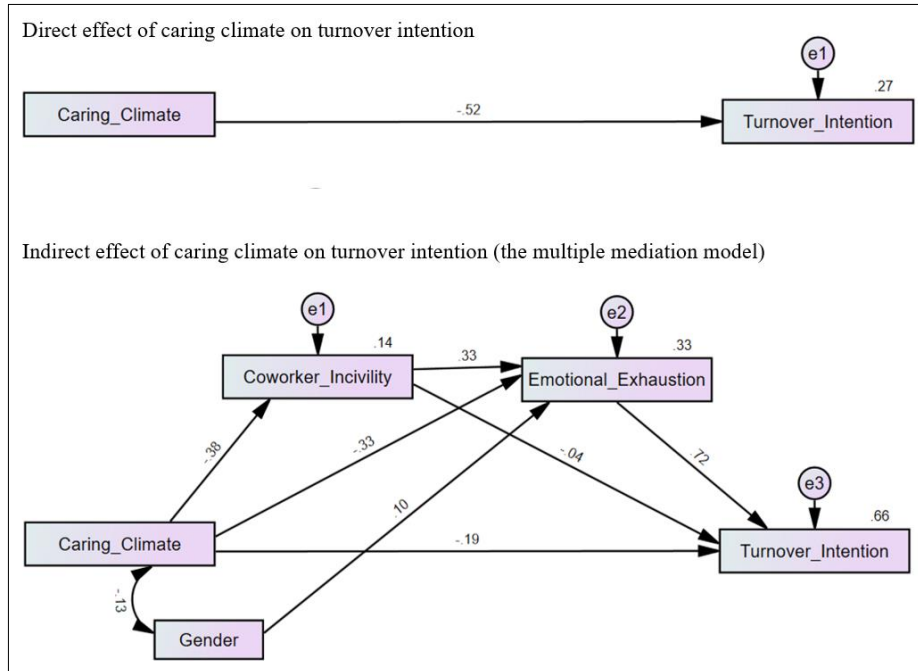 Direct effect of caring climate on turnover intention
e1
.27
Caring_Climate
-.52
Turnover_Intention
Indirect effect of caring climate on turnover intention (the multiple mediation model)
e1
e2
.14
.33
.33
Coworker_Incivility
Emotional_Exhaustion
-.38
-.33
-.04
.72
.10
e3
.66
Caring_Climate
-.19
Turnover_Intention
-.13
Gender